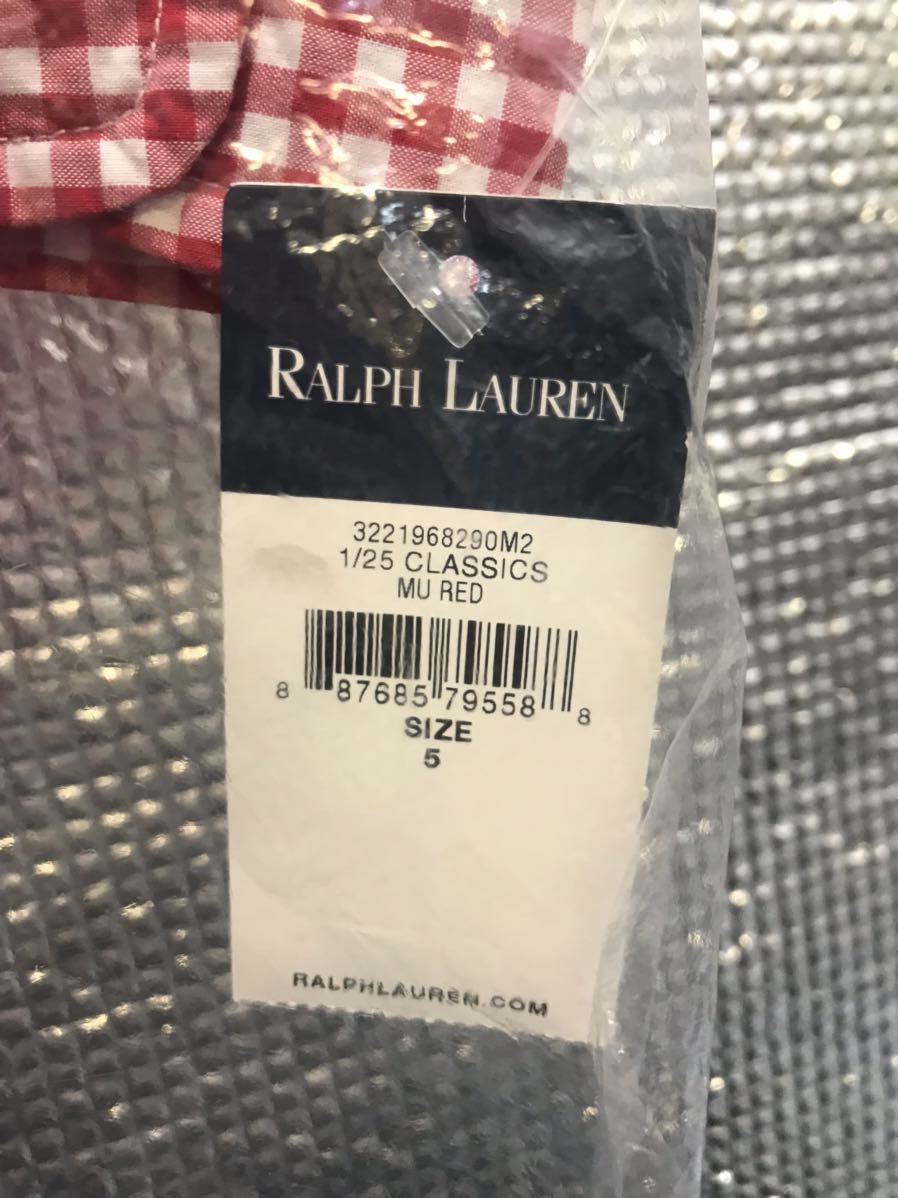 RALPH LAUREN
3221968290M2
1/25 CLASSICS
MU RED
8 87685 79558 8
SIZE
5
RALPHLAUREN.COM